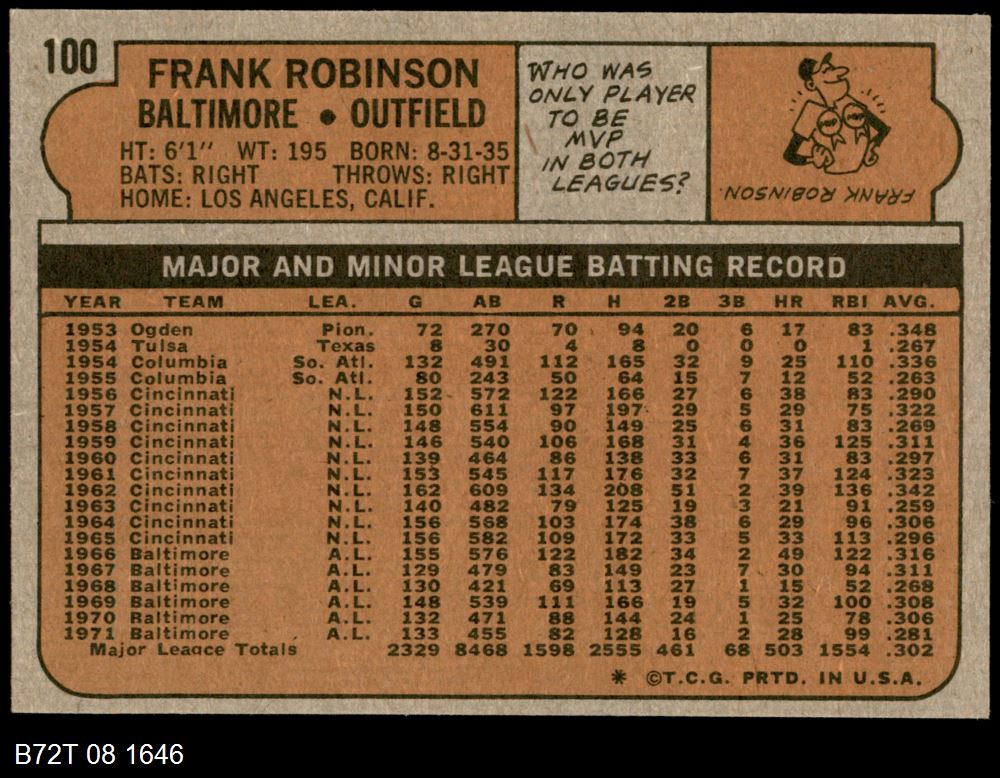 100
FRANK ROBINSON
BALTIMORE • OUTFIELD
HT: 6'1" WT: 195 BORN: 8-31-35
BATS: RIGHT THROWS: RIGHT
HOME: LOS ANGELES, CALIF.
WHO WAS
ONLY PLAYER
TO BE
MVP
IN BOTH
LEAGUES?
FRANK ROBINSON.
MAJOR AND MINOR LEAGUE BATTING RECORD
YEAR TEAM LEA. G AB R H 2B 3B HR RBI AVG.
1953 Ogden Pion. 72 270 70 94 20 6 17 83 .348
1954 Tulsa Texas 8 30 4 8 0 0 0 1 .267
1954 Columbia So. Atl. 132 491 112 165 32 9 25 110 .336
1955 Columbia So. Atl. 80 243 50 64 15 7 12 52 .263
1956 Cincinnati N.L. 152 572 122 166 27 6 38 83 .290
1957 Cincinnati N.L. 150 611 97 197 29 5 29 75 .322
1958 Cincinnati N.L. 148 554 90 149 25 6 31 83 .269
1959 Cincinnati N.L. 146 540 106 168 31 4 36 125 .311
1960 Cincinnati N.L. 139 464 86 138 33 6 31 83 .297
1961 Cincinnati N.L. 153 545 117 176 32 7 37 124 .323
1962 Cincinnati N.L. 162 609 134 208 51 2 39 136 .342
1963 Cincinnati N.L. 140 482 79 125 19 3 21 91 .259
1964 Cincinnati N.L. 156 568 103 174 38 6 29 96 .306
1965 Cincinnati N.L. 156 582 109 172 33 5 33 113 .296
1966 Baltimore A.L. 155 576 122 182 34 2 49 122 .316
1967 Baltimore A.L. 129 479 83 149 23 7 30 94 .311
1968 Baltimore A.L. 130 421 69 113 27 1 15 52 .268
1969 Baltimore A.L. 148 539 111 166 19 5 32 100 .308
1970 Baltimore A.L. 132 471 88 144 24 1 25 78 .306
1971 Baltimore A.L. 133 455 82 128 16 2 28 99 .281
Major League Totals 2329 8468 1598 2555 461 68 503 1554 .302
* ©T.C.G. PRTD. IN U.S.A.
B72T 08 1646